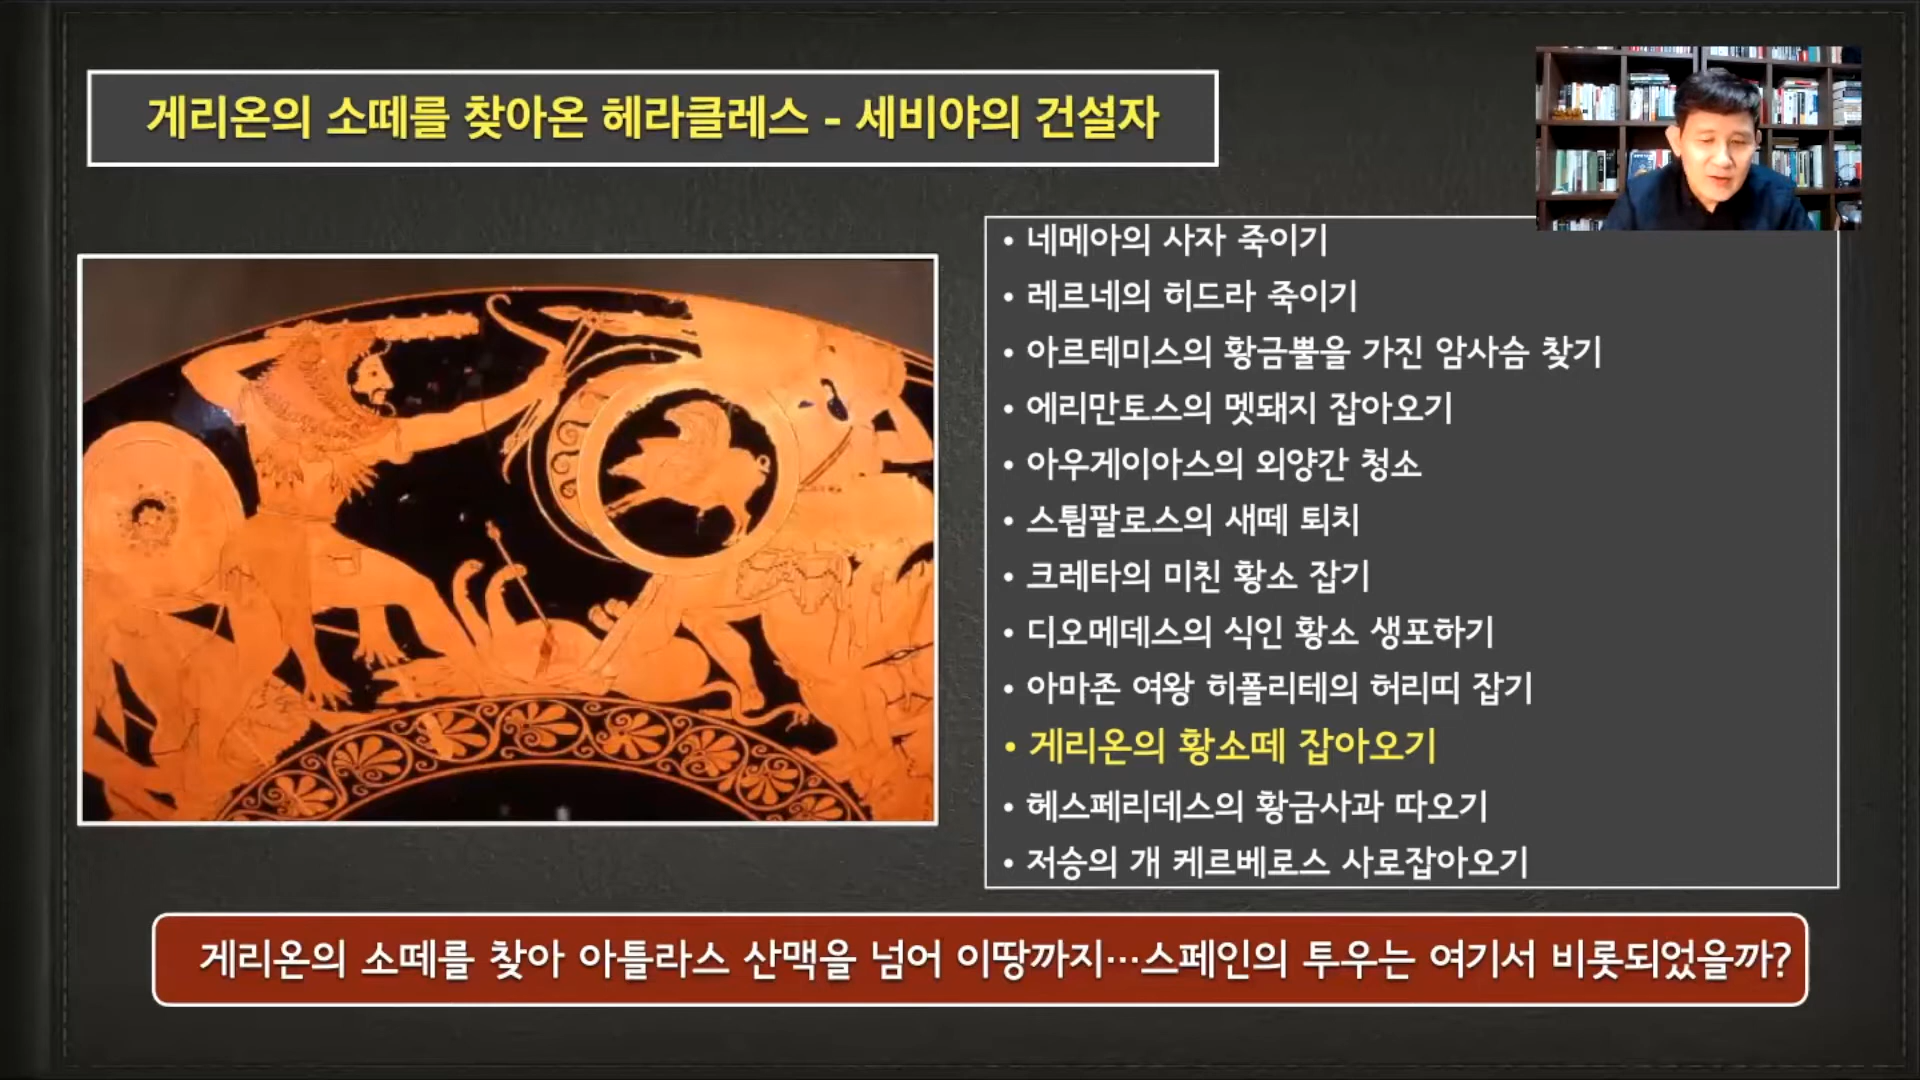 게리온의 소떼를 찾아온 헤라클레스 - 세비야의 건설자
• 네메아의 사자 죽이기
• 레르네의 히드라 죽이기
• 아르테미스의 황금뿔을 가진 암사슴 찾기
• 에리만토스의 멧돼지 잡아오기
• 아우게이아스의 외양간 청소
• 스튐팔로스의 새떼 퇴치
• 크레타의 미친 황소 잡기
• 디오메데스의 식인 황소 생포하기
• 아마존 여왕 히폴리테의 허리띠 잡기
• 게리온의 황소떼 잡아오기
• 헤스페리데스의 황금사과 따오기
• 저승의 개 케르베로스 사로잡아오기
게리온의 소떼를 찾아 아틀라스 산맥을 넘어 이땅까지…스페인의 투우는 여기서 비롯되었을까?